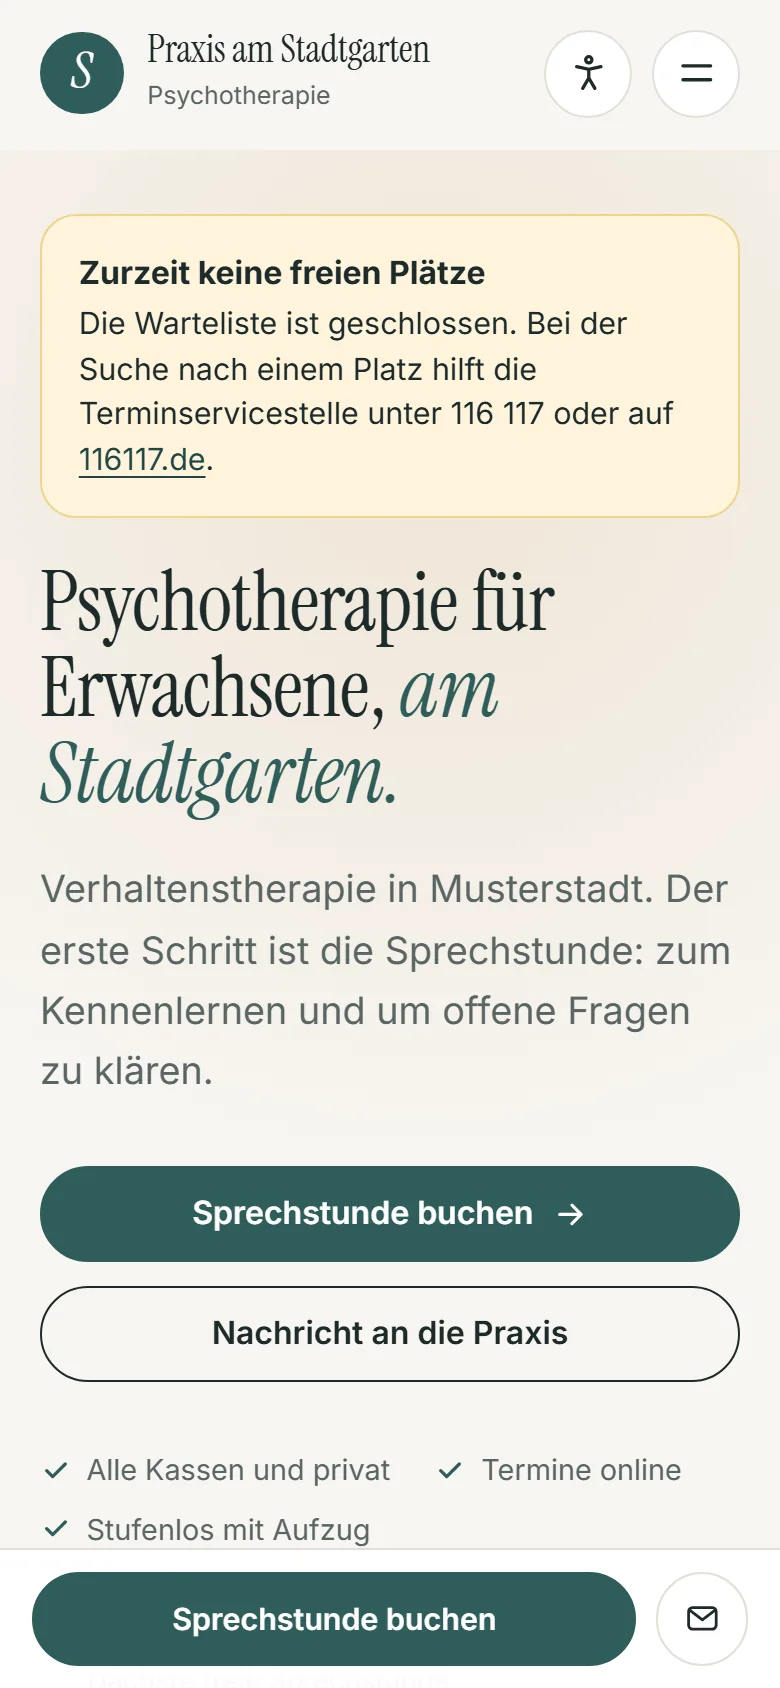 S
Praxis am Stadtgarten
Psychotherapie
Zurzeit keine freien Plätze
Die Warteliste ist geschlossen. Bei der
Suche nach einem Platz hilft die
Terminservicestelle unter 116 117 oder auf
116117.de.
Psychotherapie für
Erwachsene, am
Stadtgarten.
Verhaltenstherapie in Musterstadt. Der
erste Schritt ist die Sprechstunde: zum
Kennenlernen und um offene Fragen
zu klären.
Sprechstunde buchen
Nachricht an die Praxis
Alle Kassen und privat
Termine online
Stufenlos mit Aufzug
Sprechstunde buchen